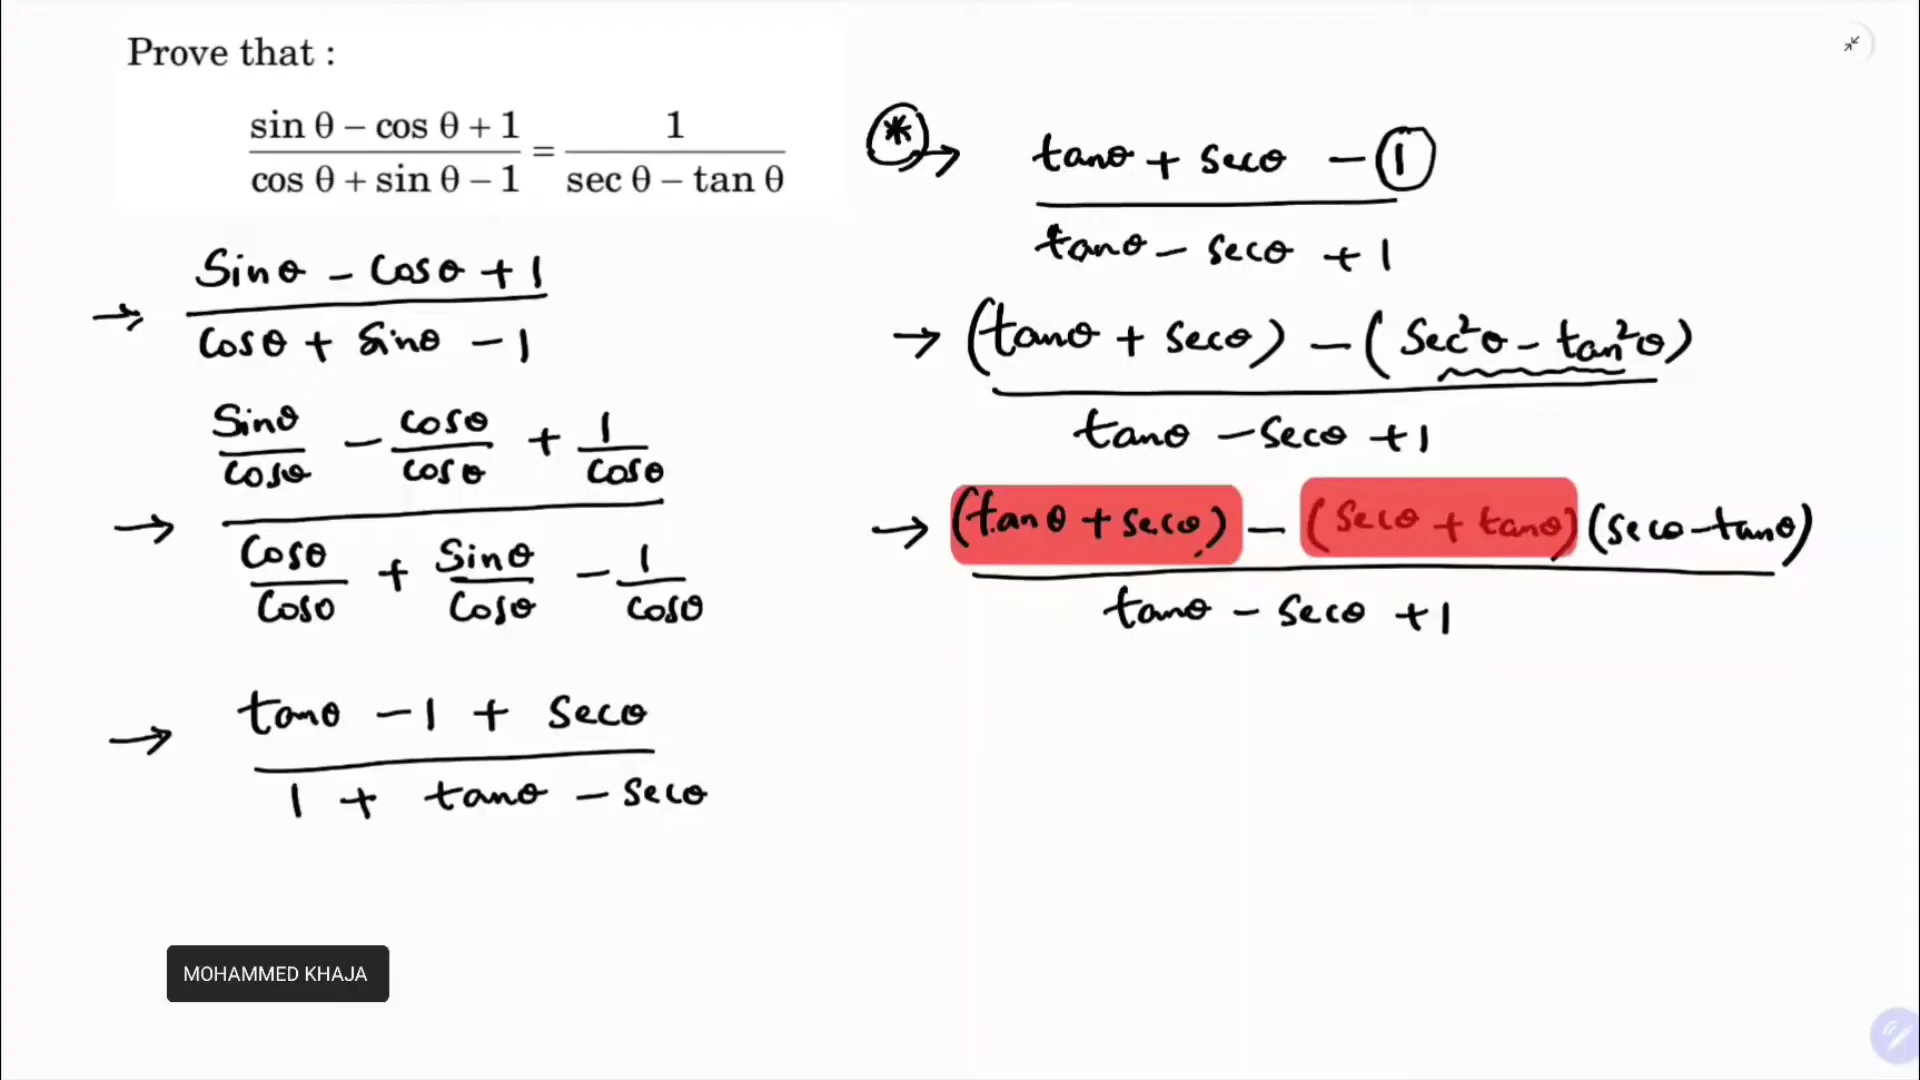 Prove that :
sin θ – cos θ + 1 / cos θ + sin θ – 1 = 1 / sec θ – tan θ
→ Sinθ - Cosθ + 1
Cosθ + Sinθ - 1
→ Sinθ/Cosθ - Cosθ/Cosθ + 1/Cosθ
Cosθ/Cosθ + Sinθ/Cosθ - 1/Cosθ
→ tanθ - 1 + Secθ
1 + tanθ - Secθ
* → tanθ + Secθ - 1
tanθ - Secθ + 1
→ (tanθ + Secθ) - (Sec²θ - tan²θ)
tanθ - Secθ + 1
→ (tanθ + Secθ) - (Secθ + tanθ)(Secθ - tanθ)
tanθ - Secθ + 1
MOHAMMED KHAJA